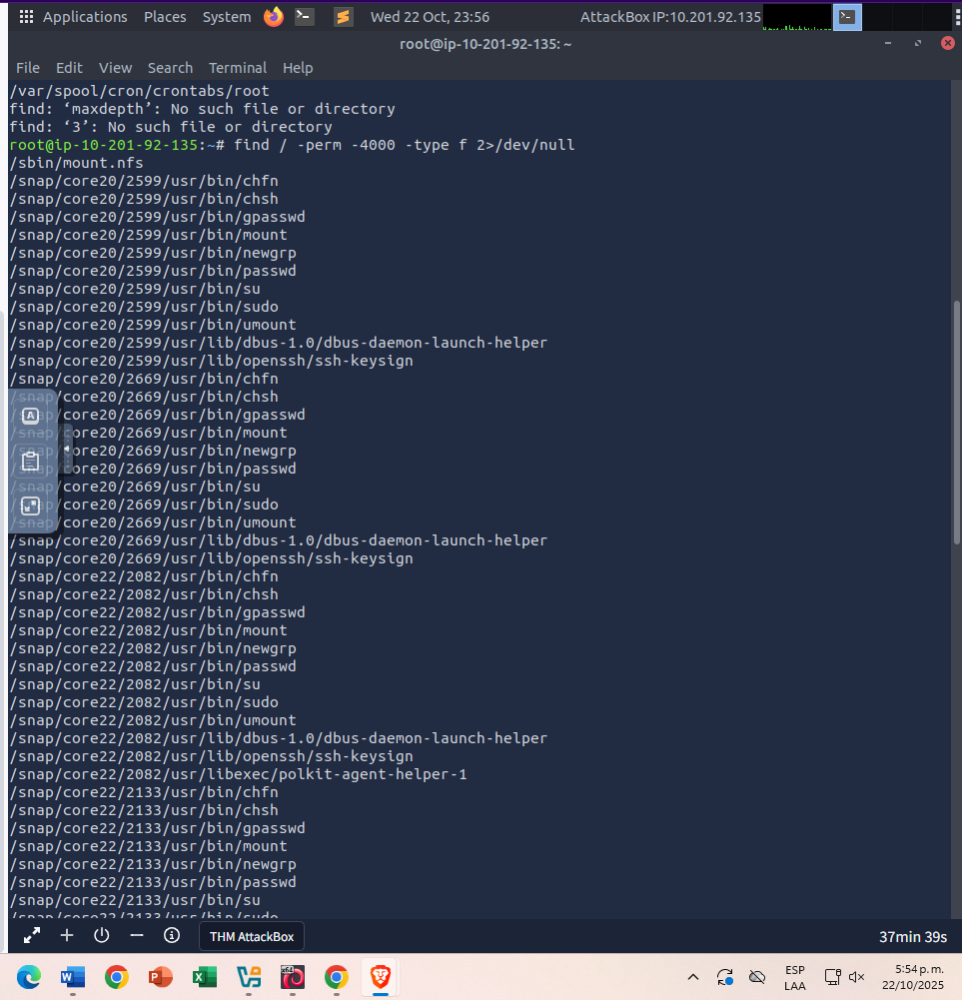 Applications Places System Wed 22 Oct, 23:56 AttackBox IP:10.201.92.135
root@ip-10-201-92-135: ~
File Edit View Search Terminal Help
/var/spool/cron/crontabs/root
find: ‘maxdepth’: No such file or directory
find: ‘3’: No such file or directory
root@ip-10-201-92-135:~# find / -perm -4000 -type f 2>/dev/null
/sbin/mount.nfs
/snap/core20/2599/usr/bin/chfn
/snap/core20/2599/usr/bin/chsh
/snap/core20/2599/usr/bin/gpasswd
/snap/core20/2599/usr/bin/mount
/snap/core20/2599/usr/bin/newgrp
/snap/core20/2599/usr/bin/passwd
/snap/core20/2599/usr/bin/su
/snap/core20/2599/usr/bin/sudo
/snap/core20/2599/usr/bin/umount
/snap/core20/2599/usr/lib/dbus-1.0/dbus-daemon-launch-helper
/snap/core20/2599/usr/lib/openssh/ssh-keysign
/snap/core20/2669/usr/bin/chfn
/snap/core20/2669/usr/bin/chsh
/snap/core20/2669/usr/bin/gpasswd
/snap/core20/2669/usr/bin/mount
/snap/core20/2669/usr/bin/newgrp
/snap/core20/2669/usr/bin/passwd
/snap/core20/2669/usr/bin/su
/snap/core20/2669/usr/bin/sudo
/snap/core20/2669/usr/bin/umount
/snap/core20/2669/usr/lib/dbus-1.0/dbus-daemon-launch-helper
/snap/core20/2669/usr/lib/openssh/ssh-keysign
/snap/core22/2082/usr/bin/chfn
/snap/core22/2082/usr/bin/chsh
/snap/core22/2082/usr/bin/gpasswd
/snap/core22/2082/usr/bin/mount
/snap/core22/2082/usr/bin/newgrp
/snap/core22/2082/usr/bin/passwd
/snap/core22/2082/usr/bin/su
/snap/core22/2082/usr/bin/sudo
/snap/core22/2082/usr/bin/umount
/snap/core22/2082/usr/lib/dbus-1.0/dbus-daemon-launch-helper
/snap/core22/2082/usr/lib/openssh/ssh-keysign
/snap/core22/2082/usr/libexec/polkit-agent-helper-1
/snap/core22/2133/usr/bin/chfn
/snap/core22/2133/usr/bin/chsh
/snap/core22/2133/usr/bin/gpasswd
/snap/core22/2133/usr/bin/mount
/snap/core22/2133/usr/bin/newgrp
/snap/core22/2133/usr/bin/passwd
/snap/core22/2133/usr/bin/su
/snap/core22/2133/usr/bin/sudo
THM AttackBox 37min 39s
ESP 5:54 p. m.
LAA 22/10/2025